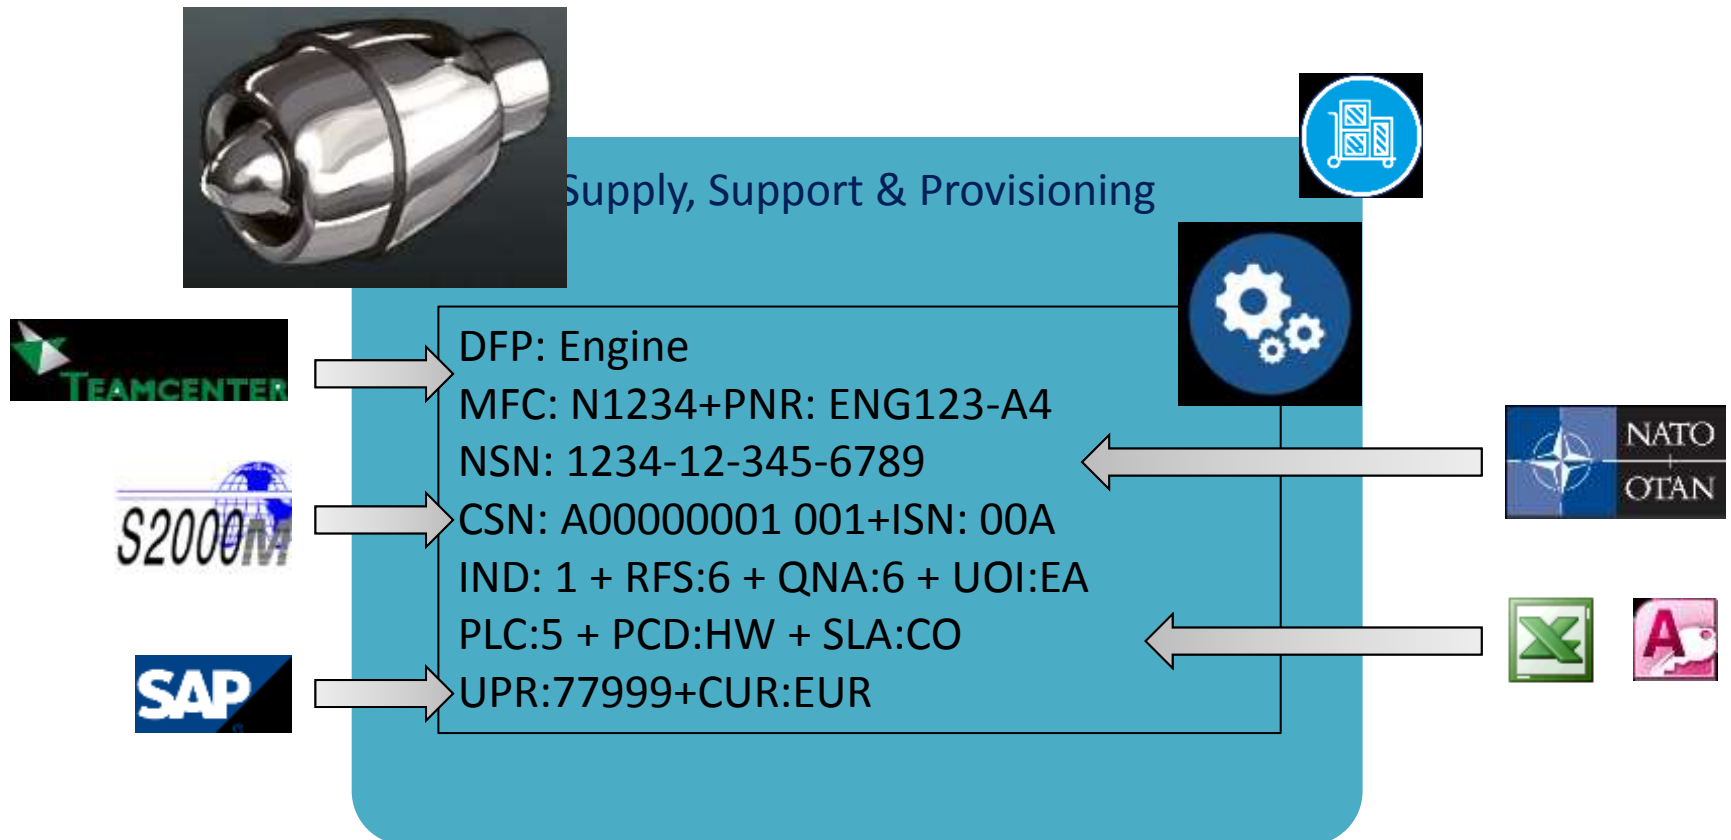 Supply, Support & Provisioning
DFP: Engine
TEAMCENTER
MFC: N1234+PNR: ENG123-A4
NATO
OTAN
NSN: 1234-12-345-6789
S2000M
CSN: A00000001 001+ISN: 00A
IND: 1 + RFS:6 + QNA:6 + UOI:EA
PLC:5 + PCD:HW + SLA:CO
SAP
UPR:77999+CUR:EUR